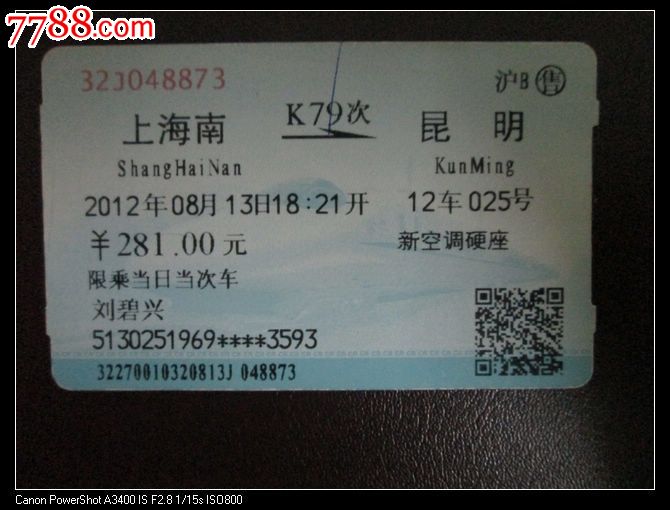 7788.com
32J048873 沪B 售
上海南 K79次 昆 明
ShangHaiNan KunMing
2012年08月13日18:21开 12车025号
￥281.00元 新空调硬座
限乘当日当次车
刘碧兴
5130251969****3593
32270010320813J 048873
Canon PowerShot A3400 IS F2.8 1/15s ISO800